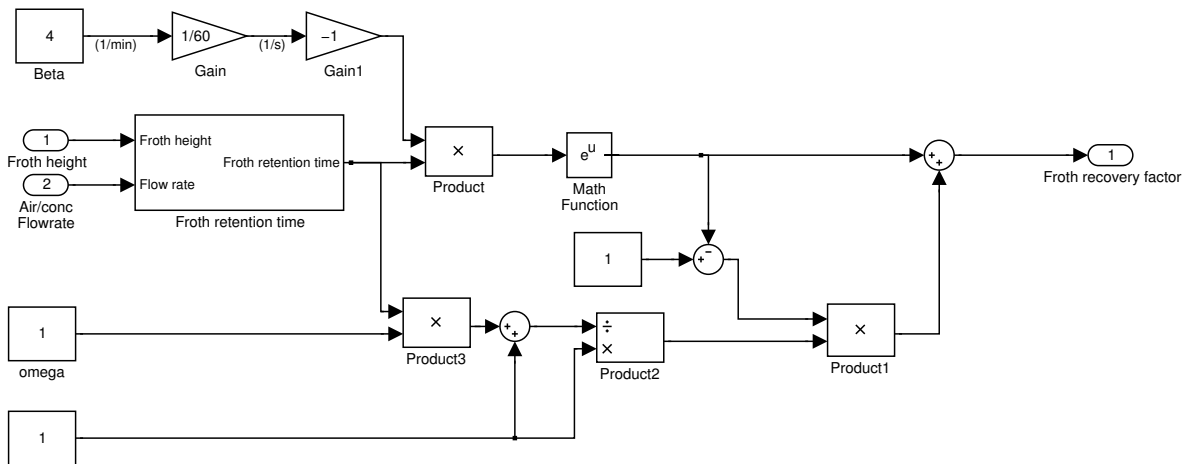 4
Beta
(1/min)
1/60
Gain
(1/s)
−1
Gain1
1
Froth height
2
Air/conc
Flowrate
Froth height
Flow rate
Froth retention time
Froth retention time
×
Product
eu
Math
Function
+
+
1
Froth recovery factor
1
+
−
1
omega
×
Product3
+
+
÷
×
Product2
×
Product1
1